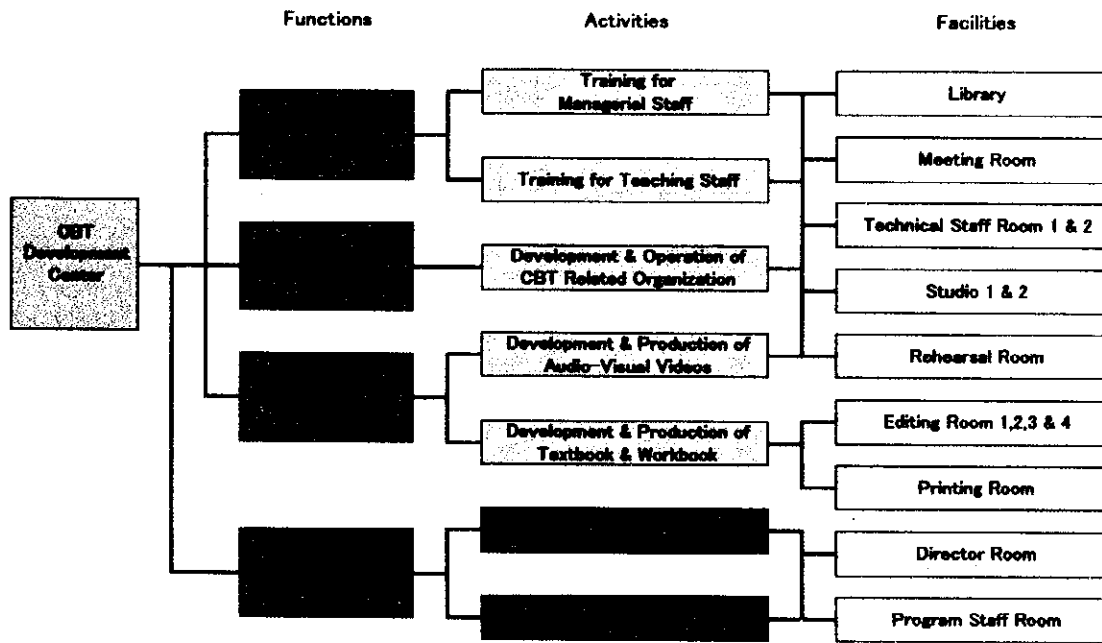 Functions
Activities
Facilities
CBT
Development
Center
Training for
Managerial Staff
Training for Teaching Staff
Development & Operation of
CBT Related Organization
Development & Production of
Audio-Visual Videos
Development & Production of
Textbook & Workbook
Library
Meeting Room
Technical Staff Room 1 & 2
Studio 1 & 2
Rehearsal Room
Editing Room 1,2,3 & 4
Printing Room
Director Room
Program Staff Room